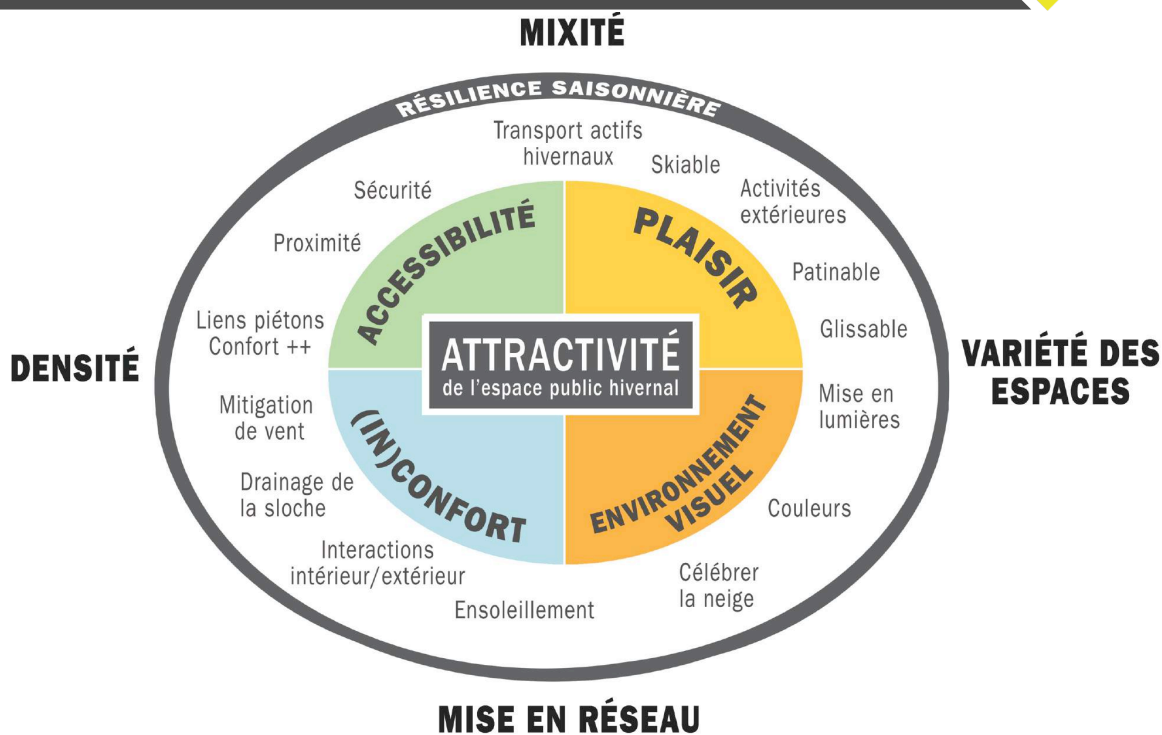 MIXITÉ
RÉSILIENCE SAISONNIÈRE
Transport actifs
hivernaux
Skiable
Activités
extérieures
Patinable
Glissable
Mise en
lumières
Couleurs
Célébrer
la neige
Ensoleillement
Interactions
intérieur/extérieur
Drainage de
la sloche
Mitigation
de vent
Liens piétons
Confort ++
Proximité
Sécurité
ACCESSIBILITÉ
PLAISIR
ATTRACTIVITÉ
de l'espace public hivernal
(IN)CONFORT
ENVIRONNEMENT
VISUEL
DENSITÉ
VARIÉTÉ DES
ESPACES
MISE EN RÉSEAU